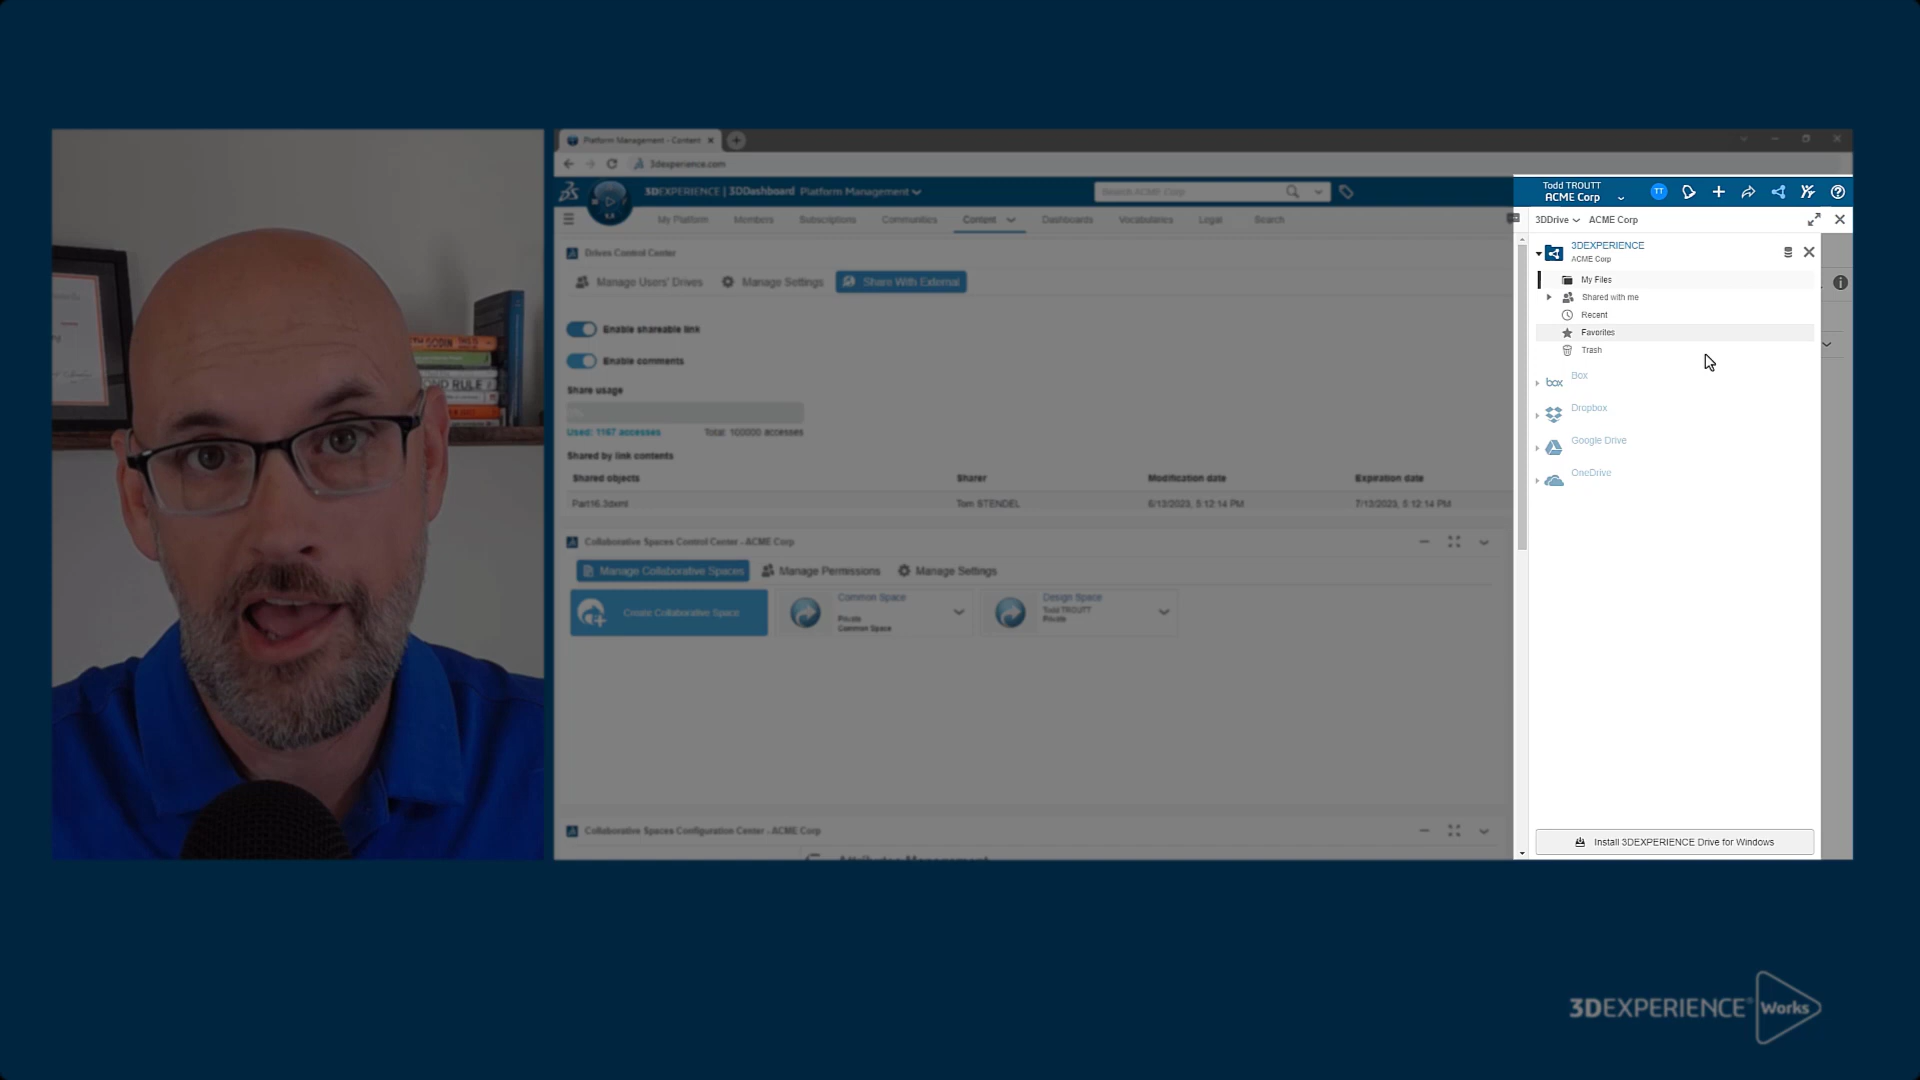 Platform Management - Content
3dexperience.com
3DEXPERIENCE | 3DDashboard Platform Management
Search ACME Corp
Todd TROUTT
ACME Corp
TT
My Platform Members Subscriptions Communities Content Dashboards Vocabularies Legal Search
3DDrive ACME Corp
Drives Control Center
Manage Users' Drives Manage Settings Share With External
Enable shareable link
Enable comments
Share usage
Used: 1167 accesses Total: 100000 accesses
Shared by link contents
Shared objects Sharer Modification date Expiration date
Part16.3dxml Tom STENDEL 6/13/2023, 5:12:14 PM 7/13/2023, 5:12:14 PM
Collaborative Spaces Control Center - ACME Corp
Manage Collaborative Spaces Manage Permissions Manage Settings
Create Collaborative Space
Common Space
Private
Common Space
Design Space
Todd TROUTT
Private
Collaborative Spaces Configuration Center - ACME Corp
Attributes Management
3DEXPERIENCE
ACME Corp
My Files
Shared with me
Recent
Favorites
Trash
box Box
Dropbox
Google Drive
OneDrive
Install 3DEXPERIENCE Drive for Windows
3DEXPERIENCE® Works